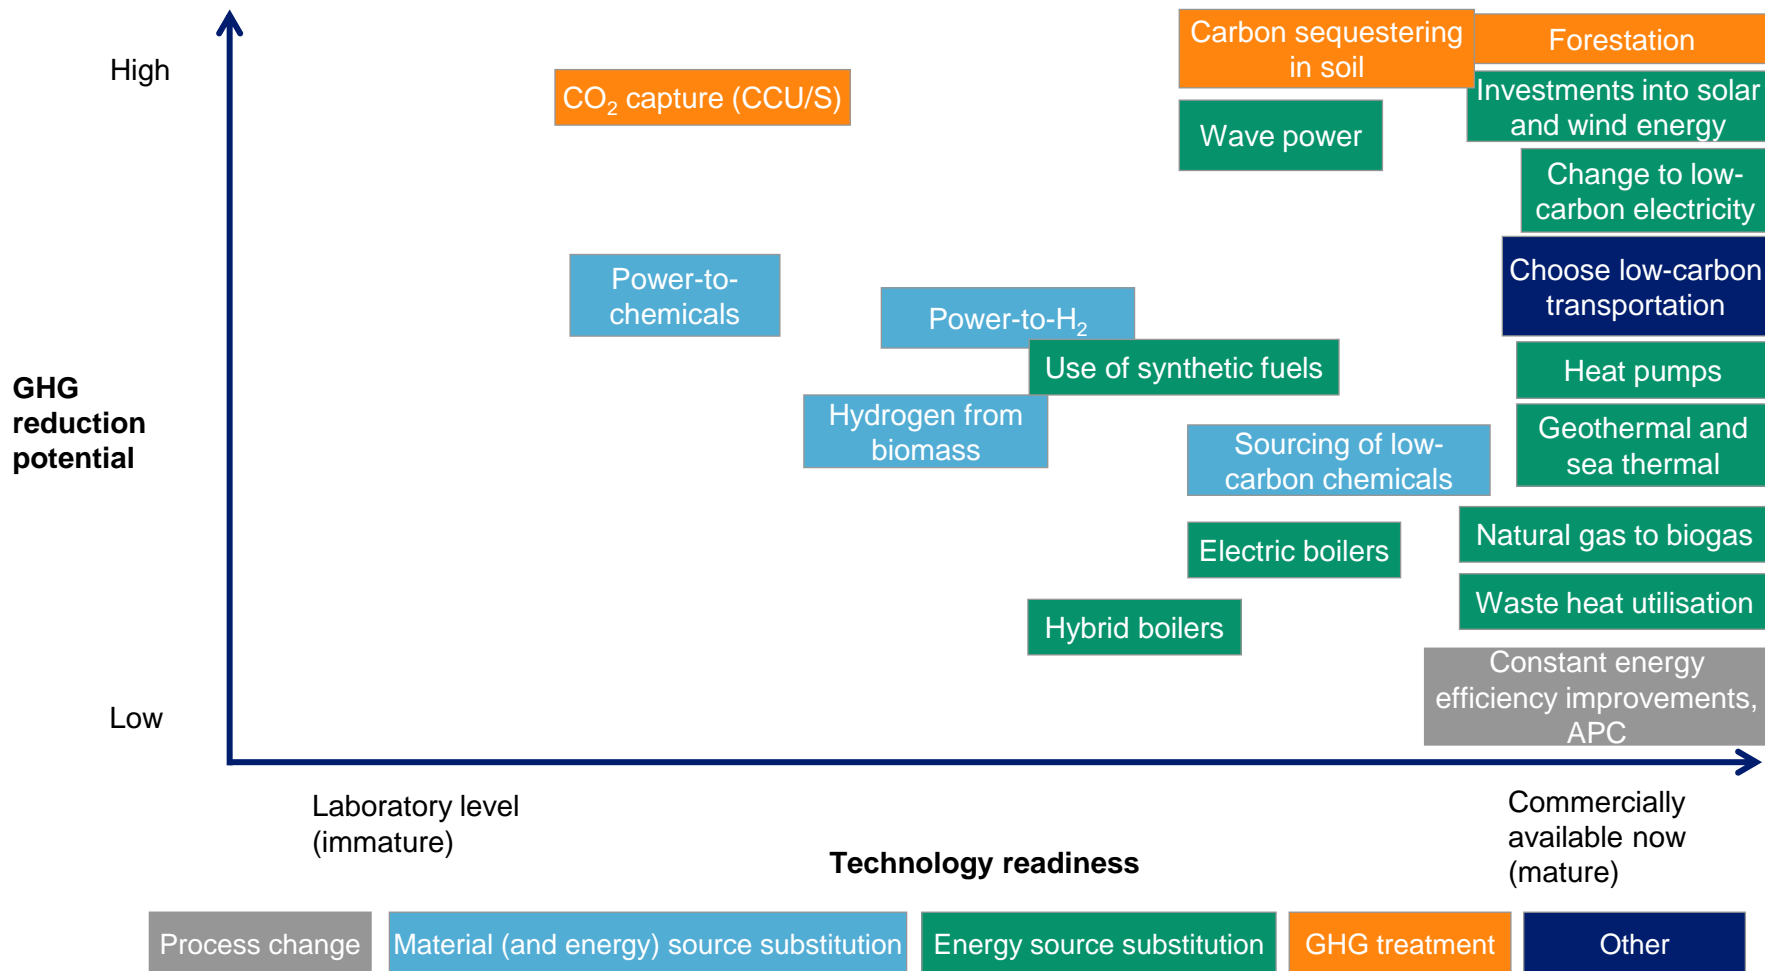 High
Low
GHG
reduction
potential
CO₂ capture (CCU/S)
Carbon sequestering
in soil
Forestation
Investments into solar
and wind energy
Wave power
Change to low-
carbon electricity
Power-to-
chemicals
Power-to-H₂
Choose low-carbon
transportation
Use of synthetic fuels
Heat pumps
Hydrogen from
biomass
Sourcing of low-
carbon chemicals
Geothermal and
sea thermal
Electric boilers
Natural gas to biogas
Hybrid boilers
Waste heat utilisation
Constant energy
efficiency improvements,
APC
Laboratory level
(immature)
Technology readiness
Commercially
available now
(mature)
Process change
Material (and energy) source substitution
Energy source substitution
GHG treatment
Other